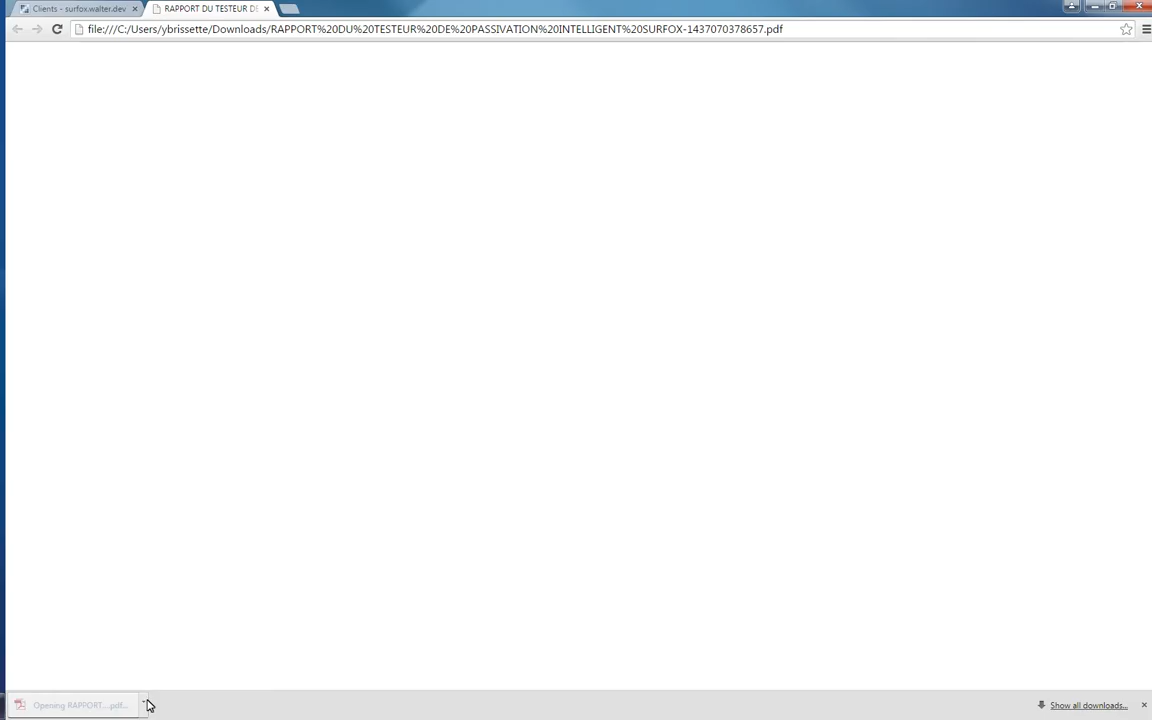 Clients - surfox.walter.dev
RAPPORT DU TESTEUR DE
file:///C:/Users/ybrissette/Downloads/RAPPORT%20DU%20TESTEUR%20DE%20PASSIVATION%20INTELLIGENT%20SURFOX-1437070378657.pdf
Opening RAPPORT....pdf...
Show all downloads...